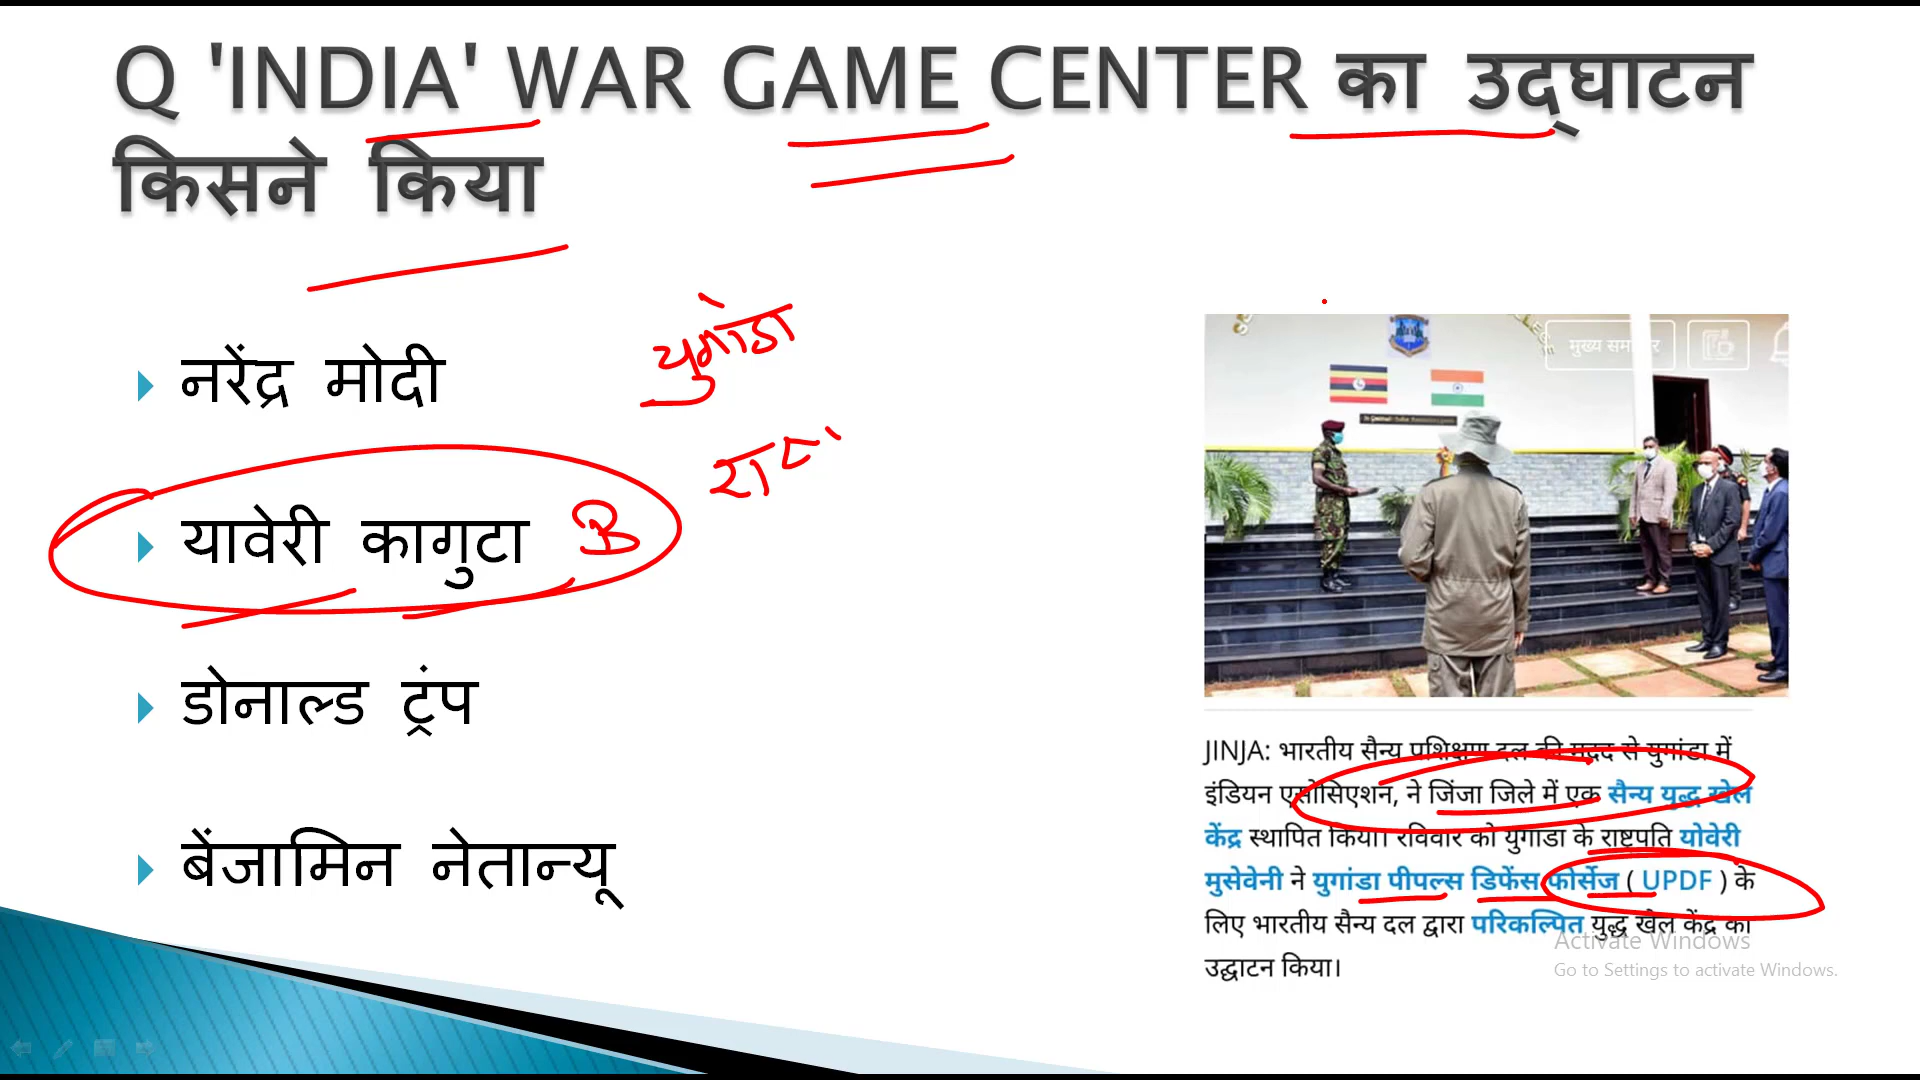 Q 'INDIA' WAR GAME CENTER का उद्घाटन
किसने किया
नरेंद्र मोदी
यावेरी कागुटा B
डोनाल्ड ट्रंप
बेंजामिन नेतान्यू
युगांडा
मुख्य समाचार
JINJA: भारतीय सैन्य प्रशिक्षण दल की मदद से युगांडा में
इंडियन एसोसिएशन, ने जिंजा जिले में एक सैन्य युद्ध खेल
केंद्र स्थापित किया। रविवार को युगांडा के राष्ट्रपति योवेरी
मुसेवेनी ने युगांडा पीपल्स डिफेंस फोर्सेज ( UPDF ) के
लिए भारतीय सैन्य दल द्वारा परिकल्पित युद्ध खेल केंद्र का
उद्घाटन किया।
Activate Windows
Go to Settings to activate Windows.